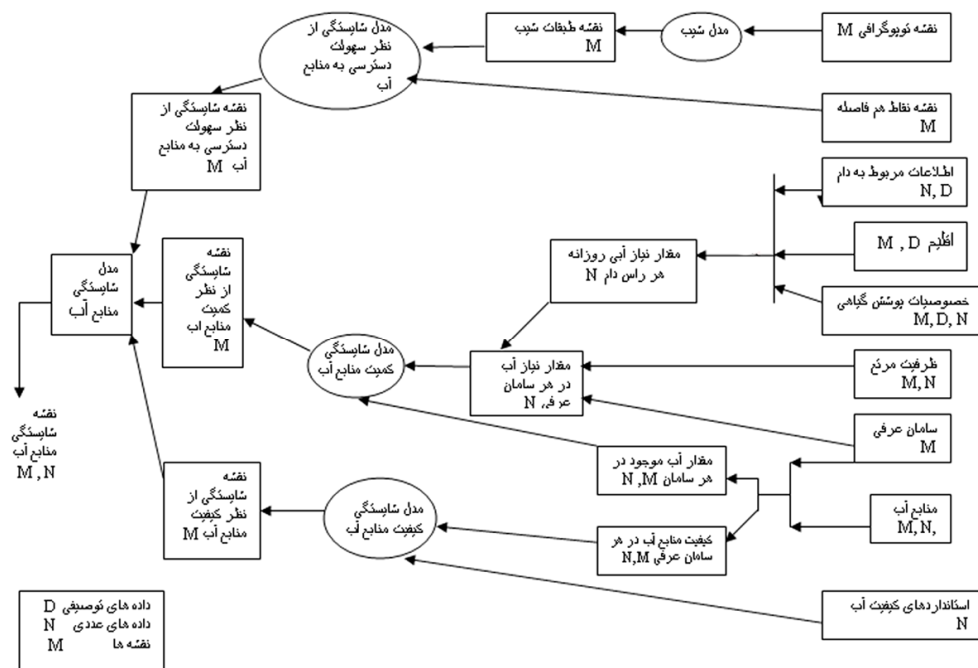 نقشه توپوگرافی M
مدل شیب
نقشه طبقات شیب
M
مدل شایستگی از
نظر سهولت
دسترسی به منابع
آب
نقشه نقاط هم فاصله
M
نقشه شایستگی از
نظر سهولت
دسترسی به منابع
آب M
اطلاعات مربوط به دام
N, D
اقلیم M , D
خصوصیات پوشش گیاهی
M, D, N
مقدار نیاز آبی روزانه
هر راس دام N
نقشه
شایستگی
از نظر
کمیت
منابع اب
M
مدل
شایستگی
منابع آب
ظرفیت مرتع
M, N
مقدار نیاز آب
در هر سامان
عرفی N
مدل شایستگی
کمیت منابع آب
سامان عرفی
M
نقشه
شایستگی
منابع آب
M , N
مقدار آب موجود در
هر سامان N, M
منابع آب
M, N,
نقشه
شایستگی از
نظر کیفیت
منابع آب M
مدل شایستگی
کیفیت منابع آب
کیفیت منابع آب در هر
سامان عرفی N,M
استانداردهای کیفیت آب
N
داده های توصیفی D
داده های عددی N
نقشه ها M